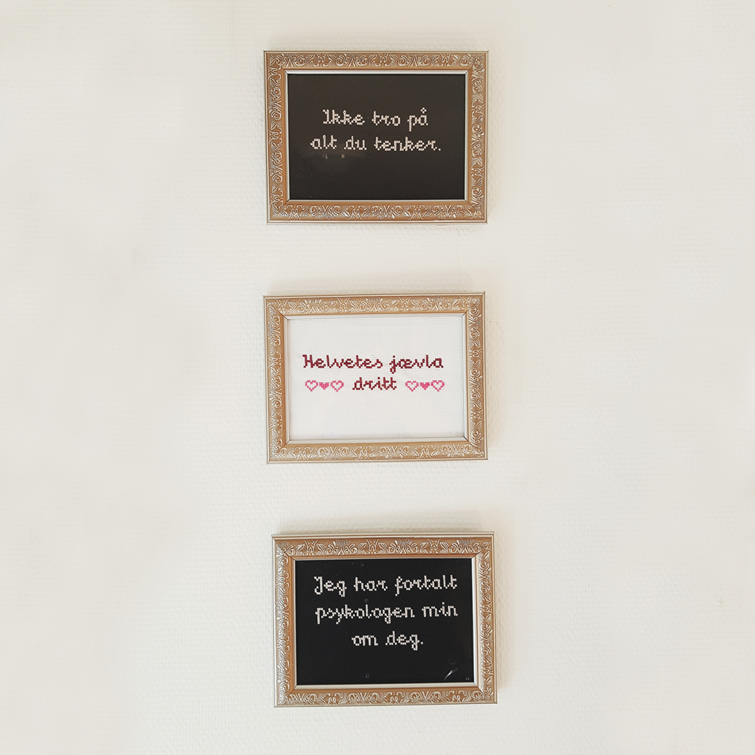 Ikke tro på
alt du tenker.
Helvetes jævla
♡♥♡ dritt ♡♥♡
Jeg har fortalt
psykologen min
om deg.